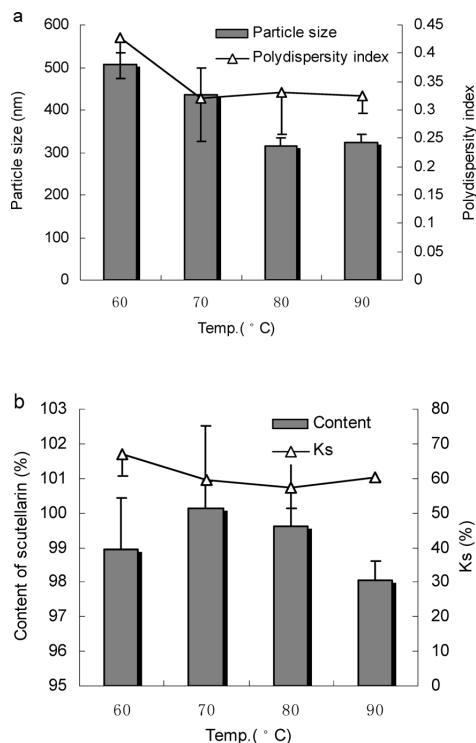 a
Particle size
Polydispersity index
Particle size (nm)
600
500
400
300
200
100
0
0.45
0.4
0.35
0.3
0.25
0.2
0.15
0.1
0.05
0
Polydispersity index
60 70 80 90
Temp.( ° C)
b
Content
Ks
Content of scutellarin (%)
103
102
101
100
99
98
97
96
95
80
70
60
50
40
30
20
10
0
Ks (%)
60 70 80 90
Temp.( ° C)